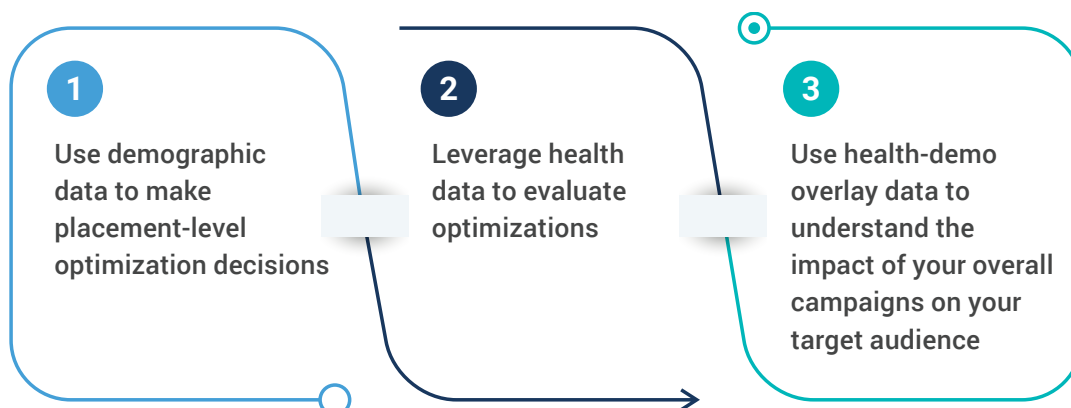 1
Use demographic
data to make
placement-level
optimization decisions
2
Leverage health
data to evaluate
optimizations
3
Use health-demo
overlay data to
understand the
impact of your overall
campaigns on your
target audience